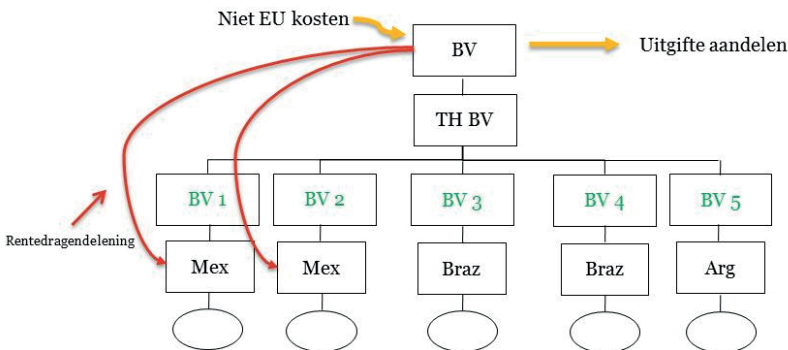 Niet EU kosten
BV
Uitgifte aandelen
TH BV
BV 1
BV 2
BV 3
BV 4
BV 5
Rentedragendelening
Mex
Mex
Braz
Braz
Arg